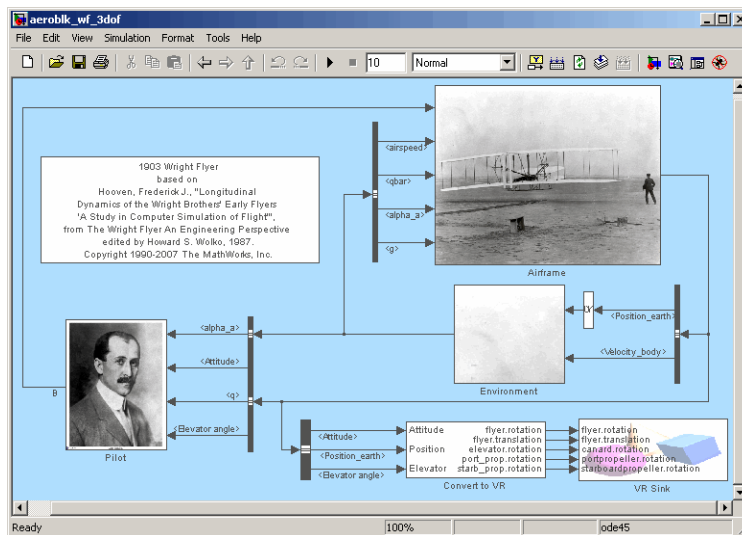 aeroblk_wf_3dof
File Edit View Simulation Format Tools Help
10 Normal
1903 Wright Flyer
based on
Hooven, Frederick J., "Longitudinal
Dynamics of the Wright Brothers' Early Flyers
'A Study in Computer Simulation of Flight'",
from The Wright Flyer An Engineering Perspective
edited by Howard S. Wolko, 1987.
Copyright 1990-2007 The MathWorks, Inc.
<airspeed>
<qbar>
<alpha_a>
<g>
Airframe
<Position_earth>
<Velocity_body>
Environment
<alpha_a>
<Attitude>
<q>
<Elevator angle>
B
Pilot
<Attitude>
<Position_earth>
<Elevator angle>
Attitude flyer.rotation
flyer.translation
Position elevator.rotation
port_prop.rotation
Elevator starb_prop.rotation
Convert to VR
flyer.rotation
flyer.translation
canard.rotation
portpropeller.rotation
starboardpropeller.rotation
VR Sink
Ready 100% ode45